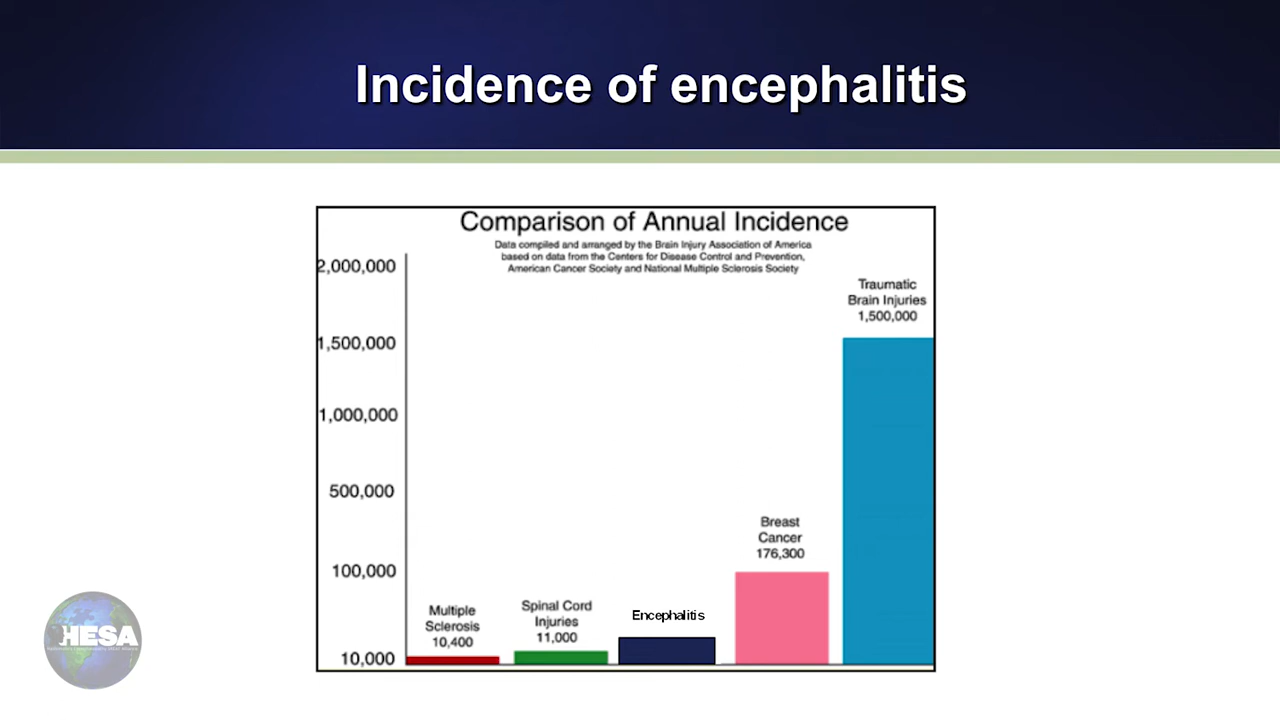 Incidence of encephalitis
Comparison of Annual Incidence
Data compiled and arranged by the Brain Injury Association of America
based on data from the Centers for Disease Control and Prevention,
American Cancer Society and National Multiple Sclerosis Society
2,000,000
1,500,000
1,000,000
500,000
100,000
10,000
Multiple
Sclerosis
10,400
Spinal Cord
Injuries
11,000
Encephalitis
Breast
Cancer
176,300
Traumatic
Brain Injuries
1,500,000
HESA